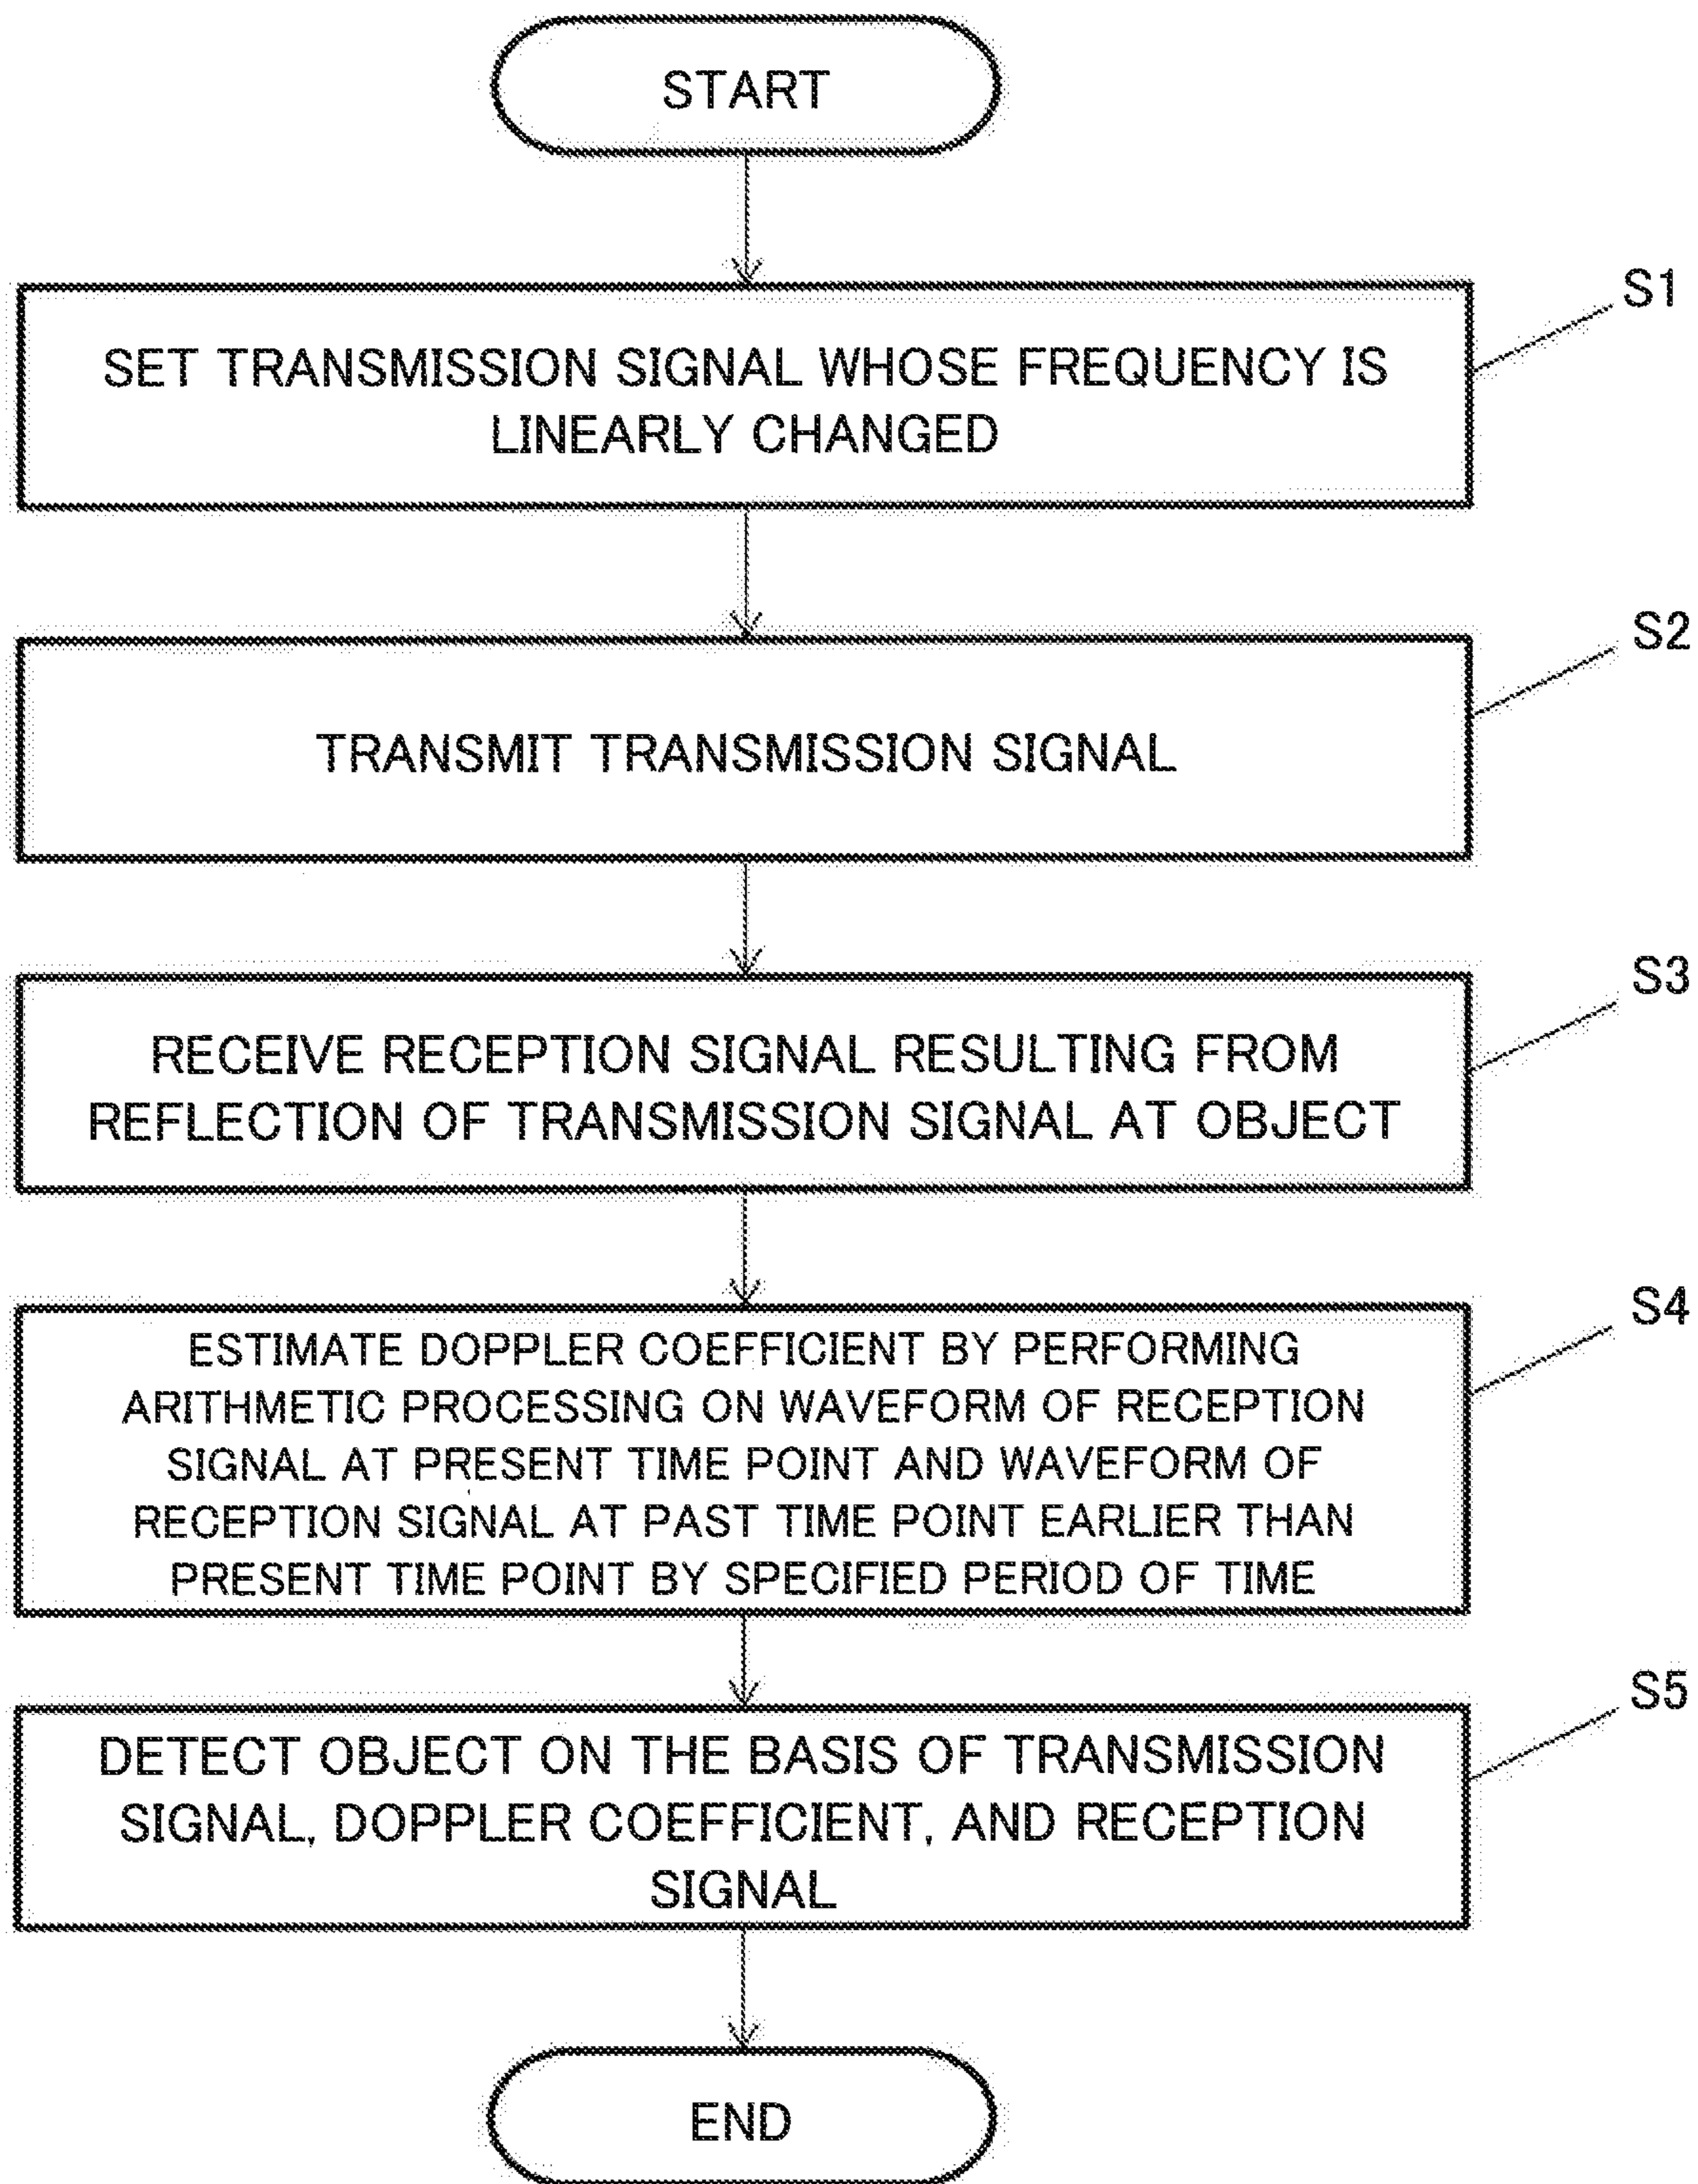 START
S1
SET TRANSMISSION SIGNAL WHOSE FREQUENCY IS
LINEARLY CHANGED
S2
TRANSMIT TRANSMISSION SIGNAL
S3
RECEIVE RECEPTION SIGNAL RESULTING FROM
REFLECTION OF TRANSMISSION SIGNAL AT OBJECT
S4
ESTIMATE DOPPLER COEFFICIENT BY PERFORMING
ARITHMETIC PROCESSING ON WAVEFORM OF RECEPTION
SIGNAL AT PRESENT TIME POINT AND WAVEFORM OF
RECEPTION SIGNAL AT PAST TIME POINT EARLIER THAN
PRESENT TIME POINT BY SPECIFIED PERIOD OF TIME
S5
DETECT OBJECT ON THE BASIS OF TRANSMISSION
SIGNAL, DOPPLER COEFFICIENT, AND RECEPTION
SIGNAL
END